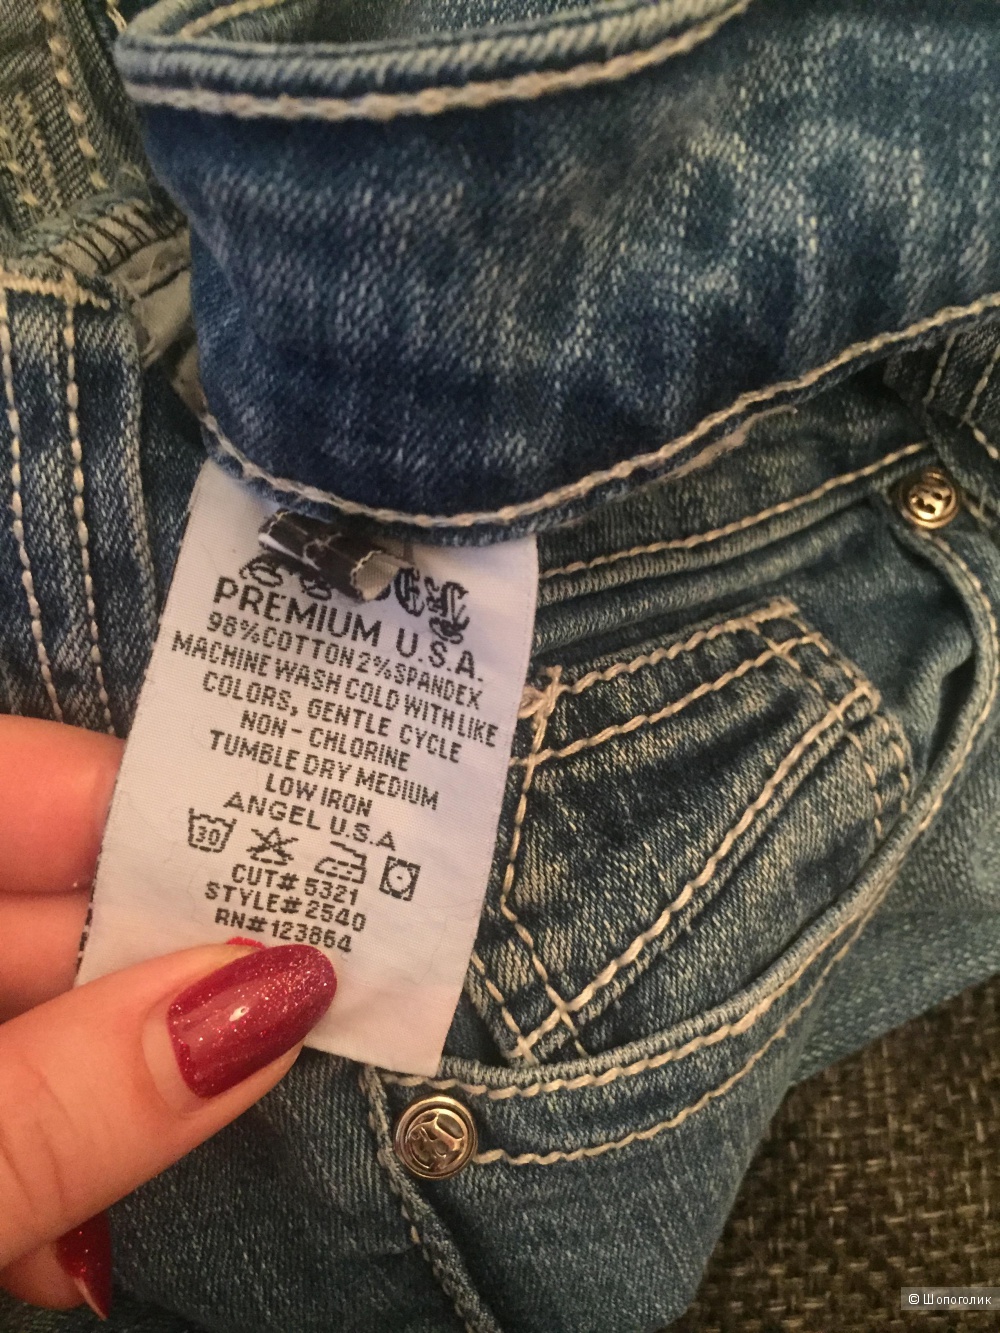 PREMIUM U.S.A.
98%COTTON 2%SPANDEX
MACHINE WASH COLD WITH LIKE
COLORS, GENTLE CYCLE
NON - CHLORINE
TUMBLE DRY MEDIUM
LOW IRON
ANGEL U.S.A
30
CUT# 5321
STYLE# 2540
RN# 123864
© Шопоголик